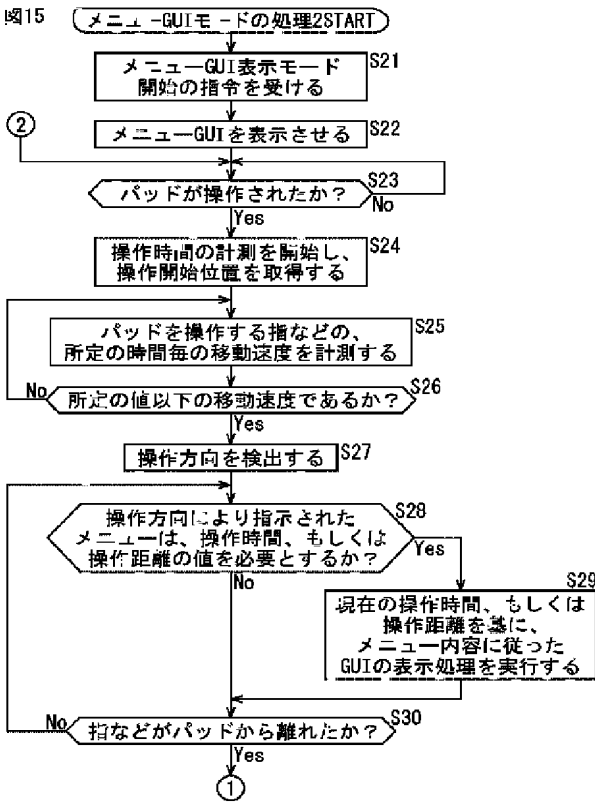 図15
メニューGUIモードの処理2START
メニューGUI表示モード
開始の指令を受ける
S21
②
メニューGUIを表示させる
S22
パッドが操作されたか?
S23
No
Yes
操作時間の計測を開始し、
操作開始位置を取得する
S24
パッドを操作する指などの、
所定の時間毎の移動速度を計測する
S25
No
所定の値以下の移動速度であるか?
S26
Yes
操作方向を検出する
S27
操作方向により指示された
メニューは、操作時間、もしくは
操作距離の値を必要とするか?
S28
Yes
No
S29
現在の操作時間、もしくは
操作距離を基に、
メニュー内容に従った
GUIの表示処理を実行する
No
指などがパッドから離れたか?
S30
Yes
①